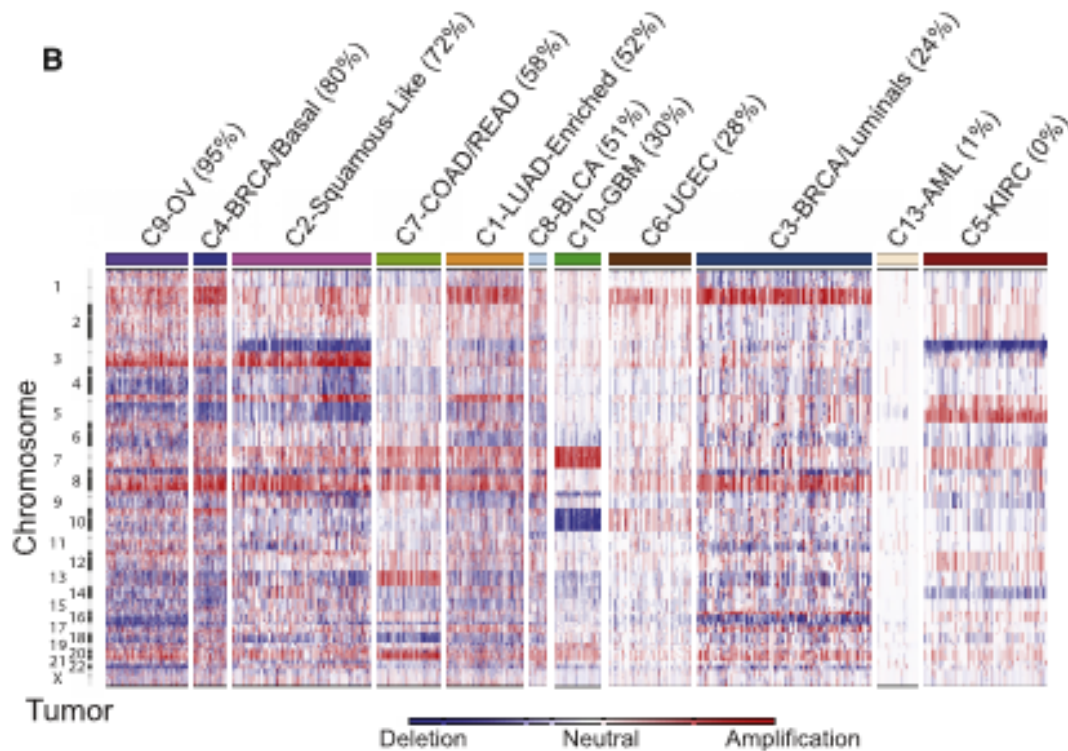 B
C9-OV (95%)
C4-BRCA/Basal (80%)
C2-Squamous-Like (72%)
C7-COAD/READ (58%)
C1-LUAD-Enriched (52%)
C8-BLCA (51%)
C10-GBM (30%)
C6-UCEC (28%)
C3-BRCA/Luminals (24%)
C13-AML (1%)
C5-KIRC (0%)
Chromosome
1
2
3
4
5
6
7
8
9
10
11
12
13
14
15
16
17
18
19
20
21
22
X
Tumor
Deletion Neutral Amplification